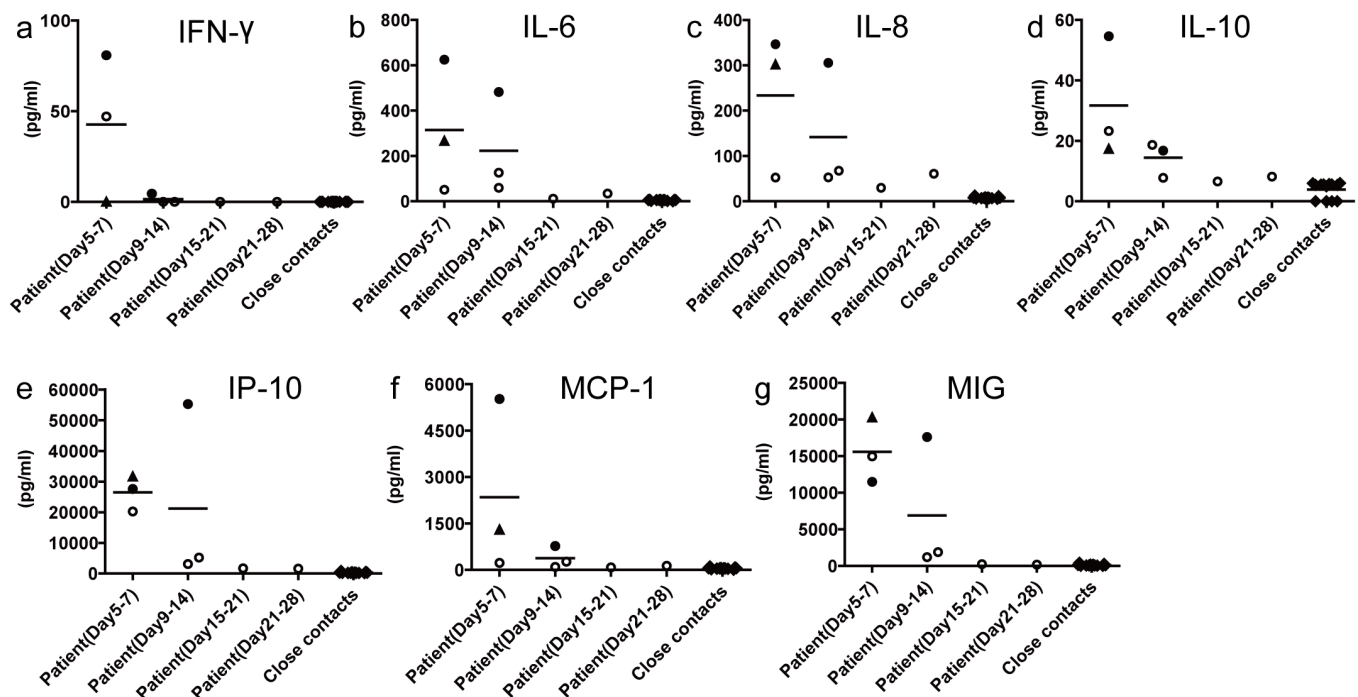 a IFN-γ
100
50
0
(pg/ml)
Patient(Day5-7)
Patient(Day9-14)
Patient(Day15-21)
Patient(Day21-28)
Close contacts
b IL-6
800
600
400
200
0
(pg/ml)
Patient(Day5-7)
Patient(Day9-14)
Patient(Day15-21)
Patient(Day21-28)
Close contacts
c IL-8
400
300
200
100
0
(pg/ml)
Patient(Day5-7)
Patient(Day9-14)
Patient(Day15-21)
Patient(Day21-28)
Close contacts
d IL-10
60
40
20
0
(pg/ml)
Patient(Day5-7)
Patient(Day9-14)
Patient(Day15-21)
Patient(Day21-28)
Close contacts
e IP-10
60000
50000
40000
30000
20000
10000
0
(pg/ml)
Patient(Day5-7)
Patient(Day9-14)
Patient(Day15-21)
Patient(Day21-28)
Close contacts
f MCP-1
6000
4500
3000
1500
0
(pg/ml)
Patient(Day5-7)
Patient(Day9-14)
Patient(Day15-21)
Patient(Day21-28)
Close contacts
g MIG
25000
20000
15000
10000
5000
0
(pg/ml)
Patient(Day5-7)
Patient(Day9-14)
Patient(Day15-21)
Patient(Day21-28)
Close contacts